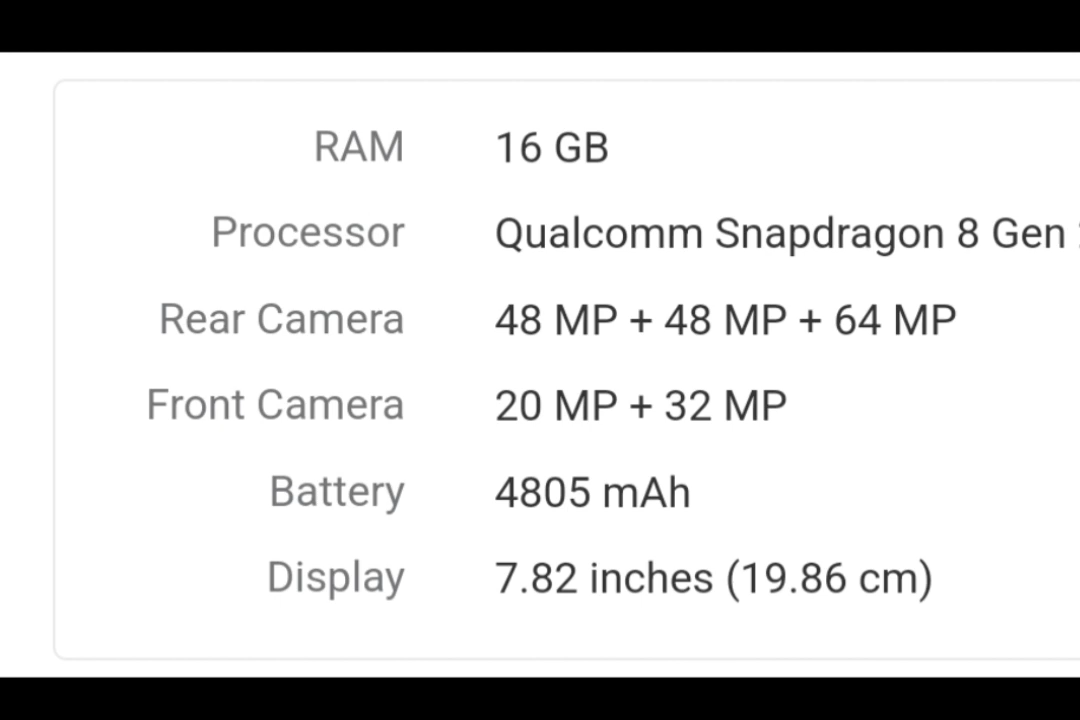 RAM 16 GB
Processor Qualcomm Snapdragon 8 Gen
Rear Camera 48 MP + 48 MP + 64 MP
Front Camera 20 MP + 32 MP
Battery 4805 mAh
Display 7.82 inches (19.86 cm)